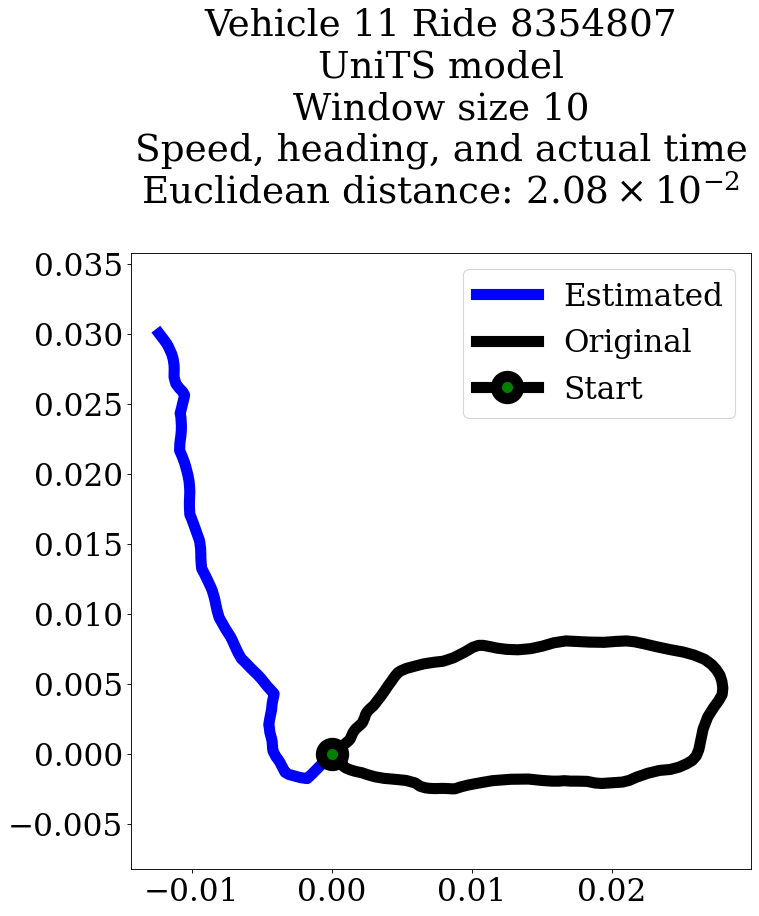 Vehicle 11 Ride 8354807
UniTS model
Window size 10
Speed, heading, and actual time
Euclidean distance: 2.08 × 10⁻²
0.035
0.030
0.025
0.020
0.015
0.010
0.005
0.000
−0.005
Estimated
Original
Start
−0.01 0.00 0.01 0.02